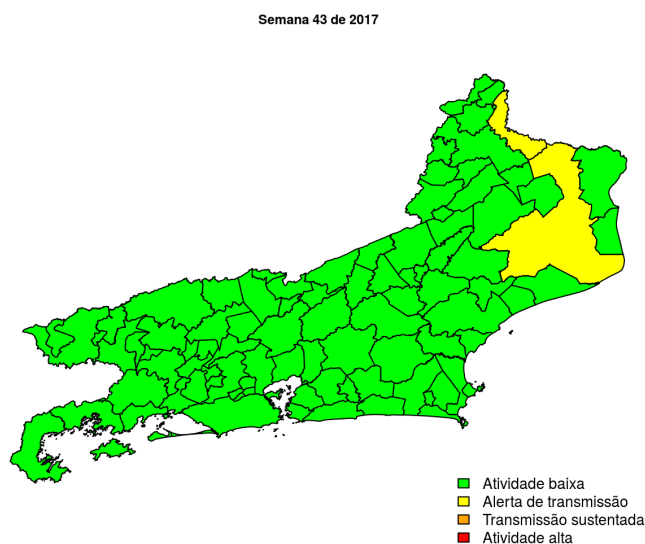 Semana 43 de 2017
Atividade baixa
Alerta de transmissão
Transmissão sustentada
Atividade alta